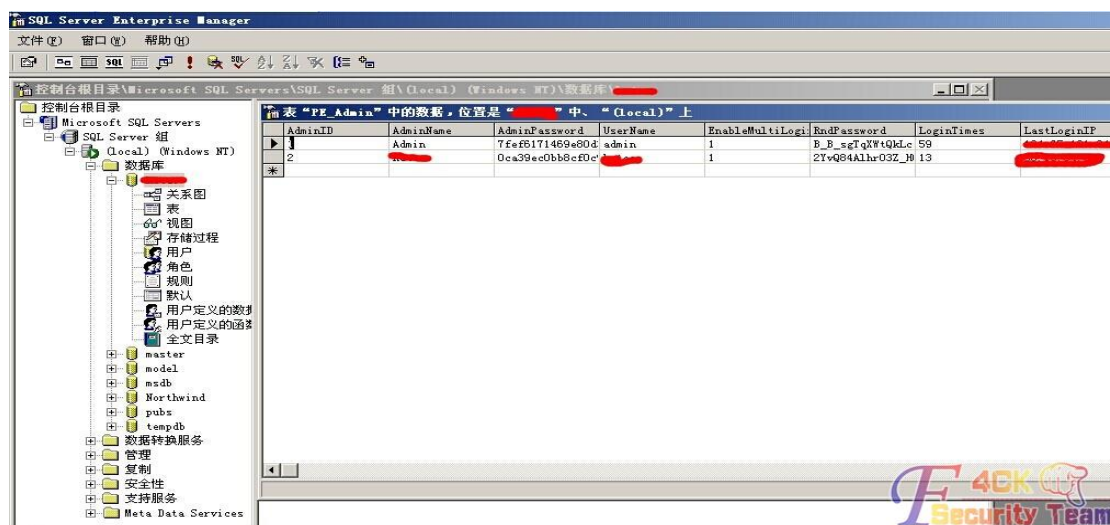 SQL Server Enterprise Manager
文件(F) 窗口(W) 帮助(H)
控制台根目录\Microsoft SQL Servers\SQL Server 组\(Local) (Windows NT)\数据库\
控制台根目录
Microsoft SQL Servers
SQL Server 组
(Local) (Windows NT)
数据库
关系图
表
视图
存储过程
用户
角色
规则
默认
用户定义的数据
用户定义的函数
全文目录
master
model
msdb
Northwind
pubs
tempdb
数据转换服务
管理
复制
安全性
支持服务
Meta Data Services
表“PE_Admin”中的数据,位置是“ ”中、“(Local)”上
AdminID AdminName AdminPassword UserName EnableMultiLogi RndPassword LoginTimes LastLoginIP
1 Admin 7fef6171469e80d admin 1 59
2 1 13
F4CK
Security Team